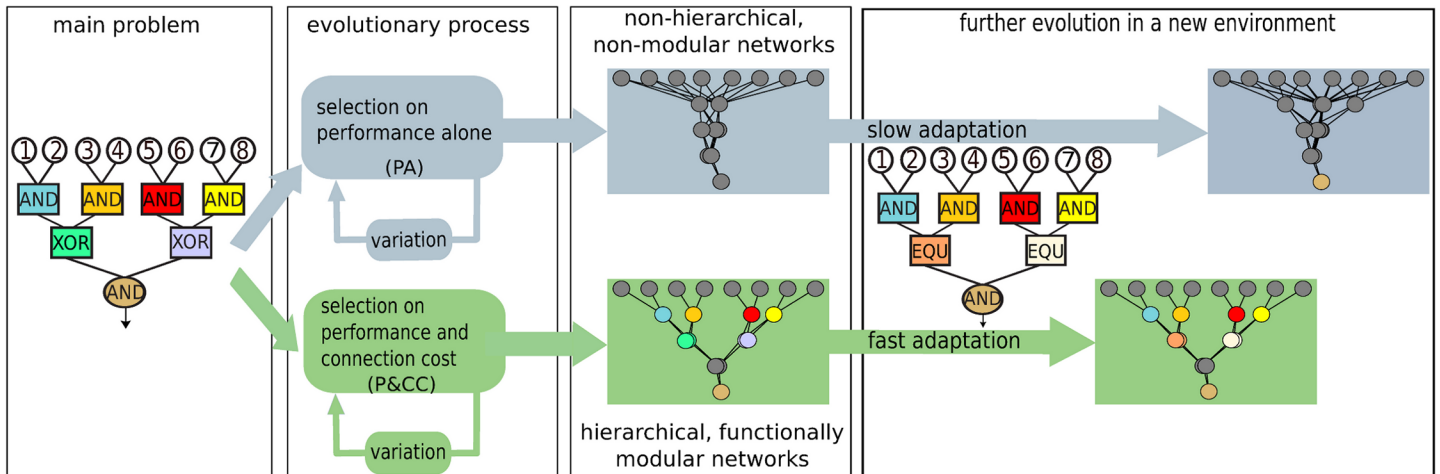 main problem
1 2 3 4 5 6 7 8
AND AND AND AND
XOR XOR
AND
evolutionary process
selection on
performance alone
(PA)
variation
selection on
performance and
connection cost
(P&CC)
variation
non-hierarchical,
non-modular networks
hierarchical, functionally
modular networks
further evolution in a new environment
slow adaptation
1 2 3 4 5 6 7 8
AND AND AND AND
EQU EQU
AND
fast adaptation